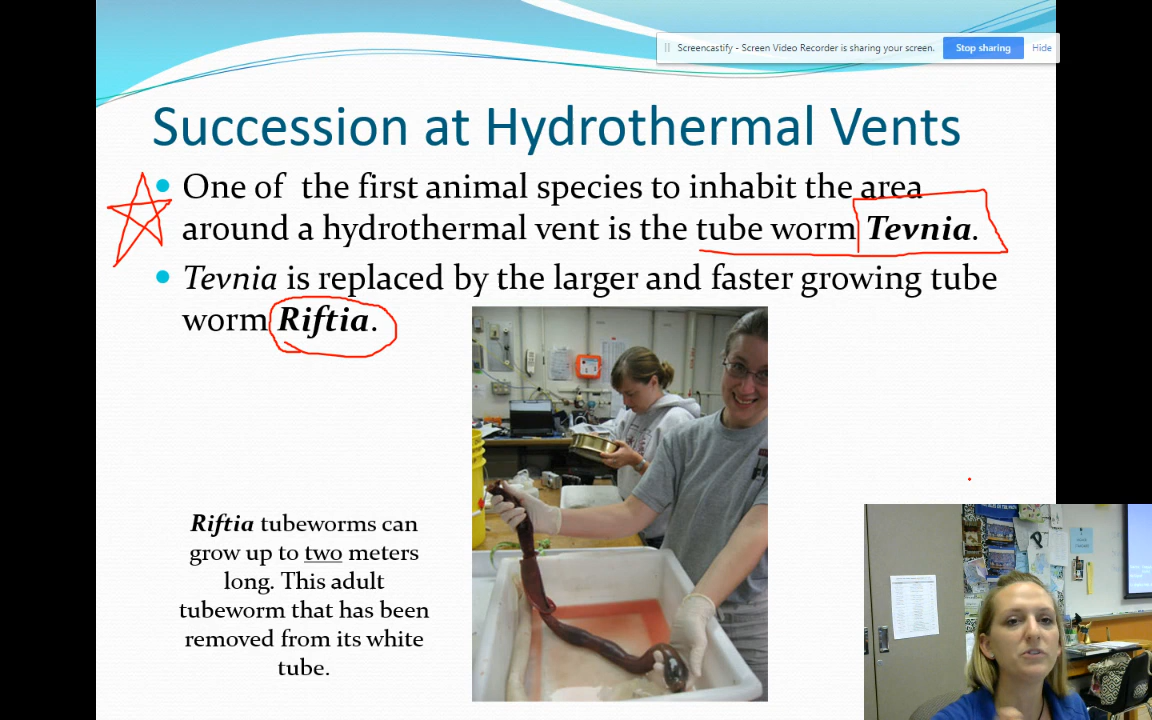 Screencastify - Screen Video Recorder is sharing your screen.
Stop sharing
Hide
Succession at Hydrothermal Vents
One of the first animal species to inhabit the area
around a hydrothermal vent is the tube worm Tevnia.
Tevnia is replaced by the larger and faster growing tube
worm Riftia.
Riftia tubeworms can
grow up to two meters
long. This adult
tubeworm that has been
removed from its white
tube.